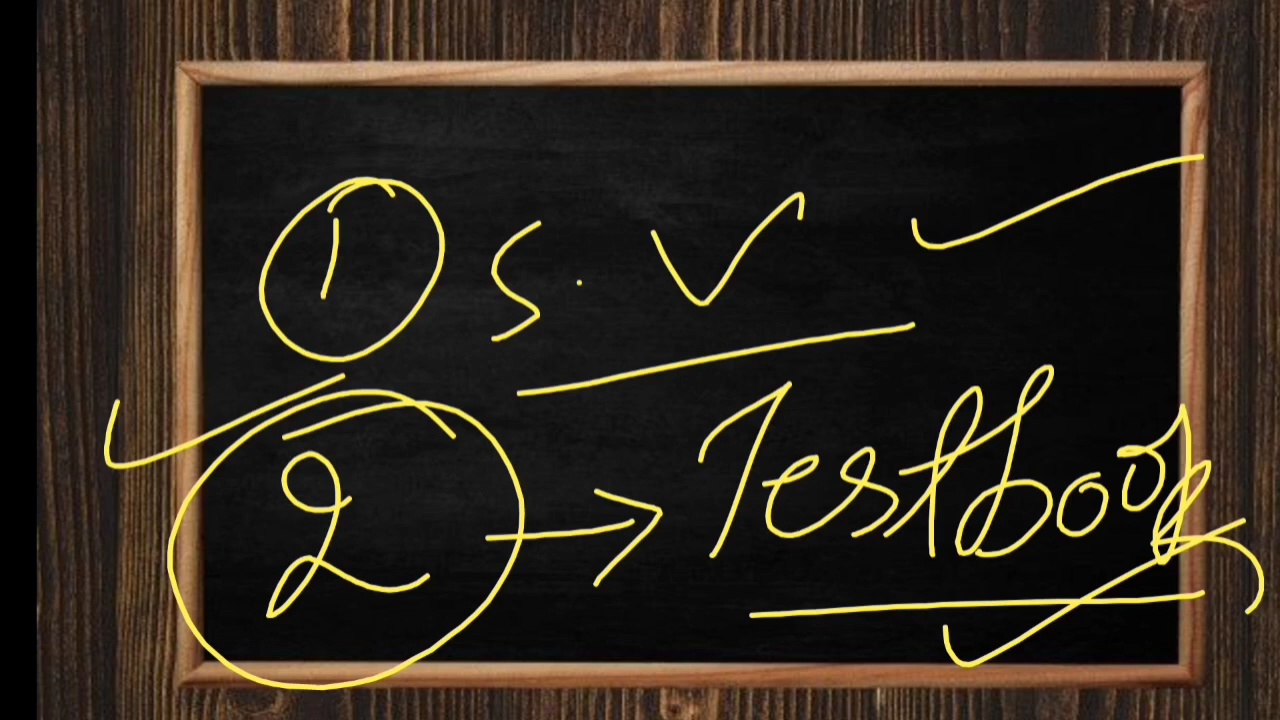 ① S. V
② → Testbook